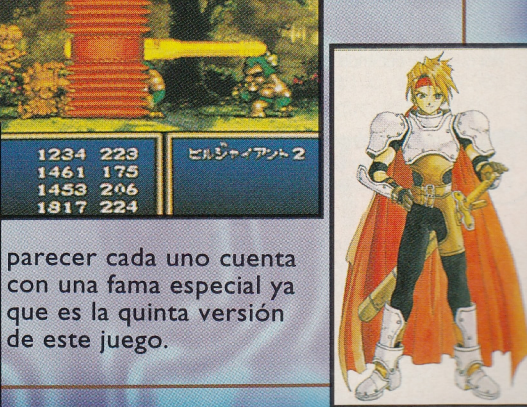 1234 223
1461 175
1453 206
1817 224
ヒルジャイアント2
parecer cada uno cuenta
con una fama especial ya
que es la quinta versión
de este juego.